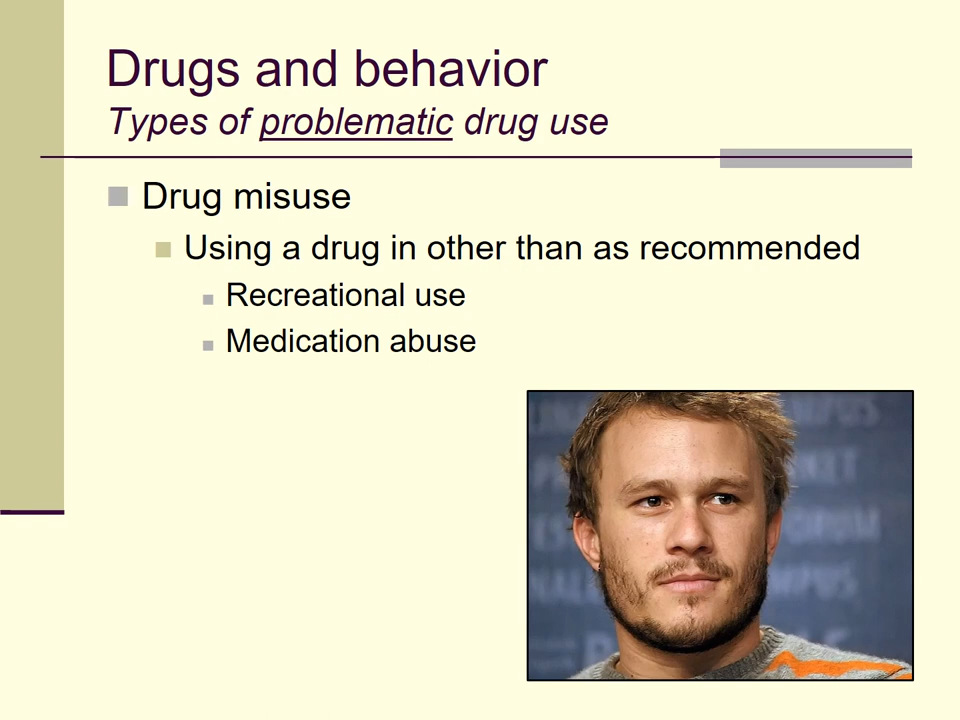 Drugs and behavior
Types of problematic drug use
Drug misuse
Using a drug in other than as recommended
Recreational use
Medication abuse